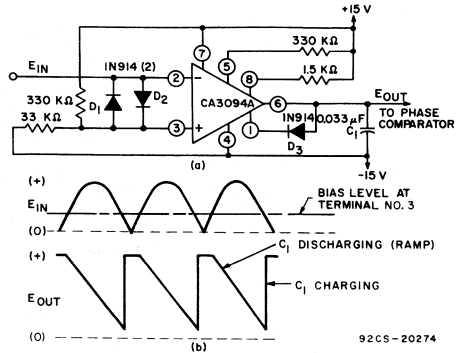 +15 V
330 KΩ
7
5
1.5 KΩ
8
EIN
IN914 (2)
2
−
CA3094A
6
EOUT
TO PHASE
COMPARATOR
330 KΩ
D1
D2
33 KΩ
3
+
4
1
IN914
0.033 µF
C1
D3
(a)
−15 V
(+)
EIN
(0)
BIAS LEVEL AT
TERMINAL NO. 3
(+)
EOUT
(0)
C1 DISCHARGING (RAMP)
C1 CHARGING
(b)
92CS-20274